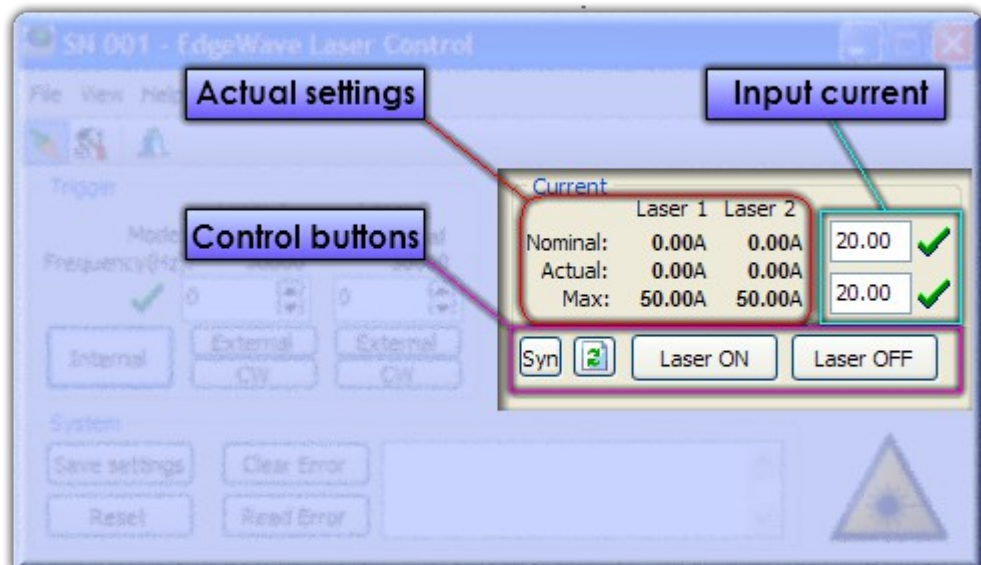 SN 001 - EdgeWave Laser Control
File View Help
Actual settings
Input current
Trigger
Current
Laser 1 Laser 2
Control buttons
Mode
Nominal: 0.00A 0.00A 20.00
Frequency(Hz)
Actual: 0.00A 0.00A
Max: 50.00A 50.00A 20.00
0 0
Internal External External
CW CW
Syn Laser ON Laser OFF
System
Save settings Clear Error
Reset Read Error